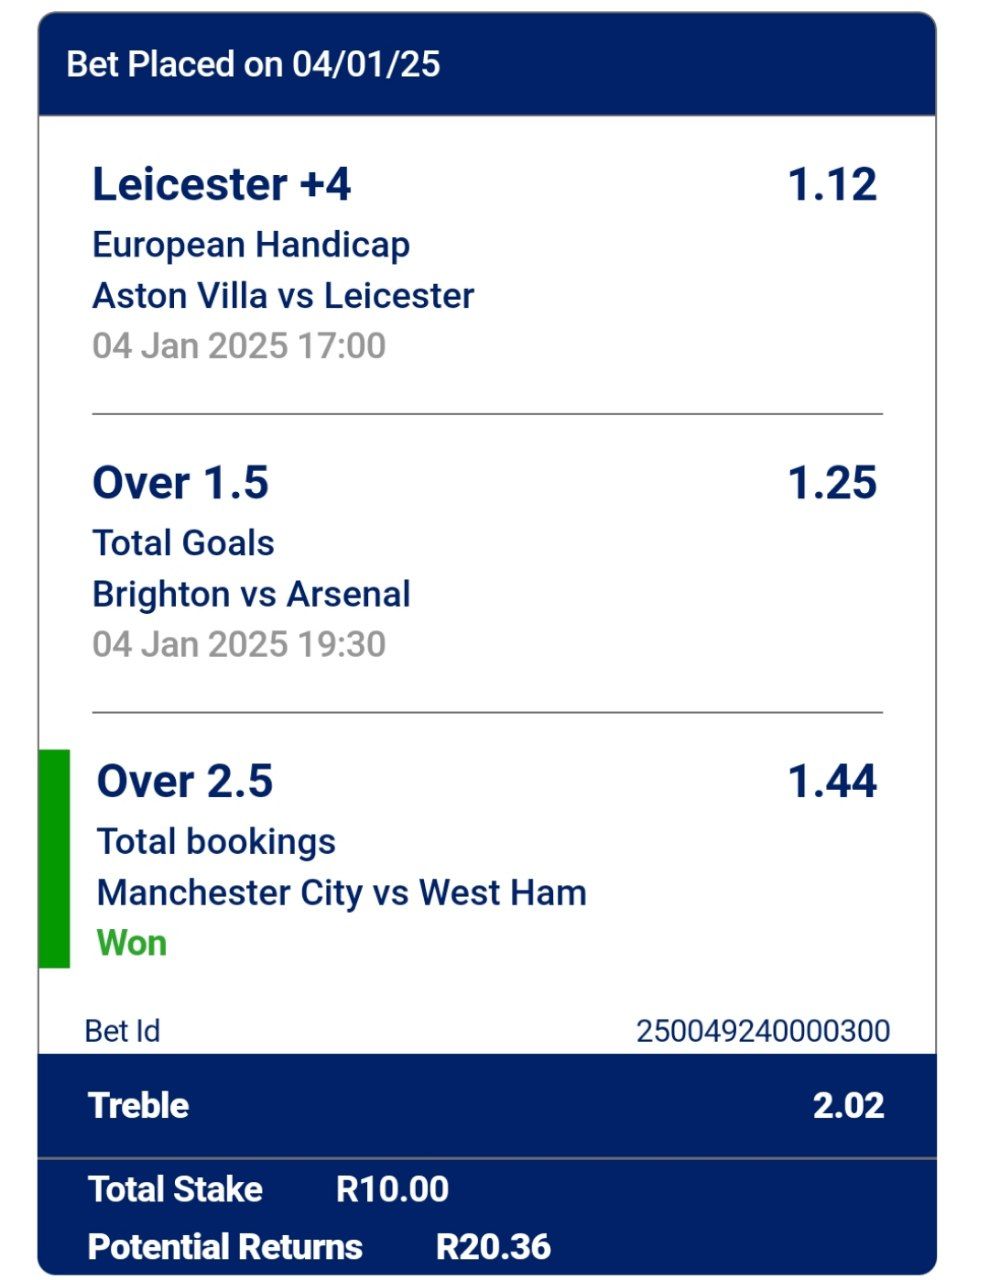 Bet Placed on 04/01/25
Leicester +4 1.12
European Handicap
Aston Villa vs Leicester
04 Jan 2025 17:00
Over 1.5 1.25
Total Goals
Brighton vs Arsenal
04 Jan 2025 19:30
Over 2.5 1.44
Total bookings
Manchester City vs West Ham
Won
Bet Id 250049240000300
Treble 2.02
Total Stake R10.00
Potential Returns R20.36